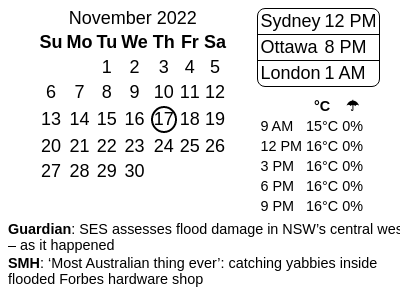 November 2022
Su Mo Tu We Th Fr Sa
1 2 3 4 5
6 7 8 9 10 11 12
13 14 15 16 17 18 19
20 21 22 23 24 25 26
27 28 29 30
Sydney 12 PM
Ottawa 8 PM
London 1 AM
°C ☂
9 AM 15°C 0%
12 PM 16°C 0%
3 PM 16°C 0%
6 PM 16°C 0%
9 PM 16°C 0%
Guardian: SES assesses flood damage in NSW’s central wes
– as it happened
SMH: ‘Most Australian thing ever’: catching yabbies inside
flooded Forbes hardware shop